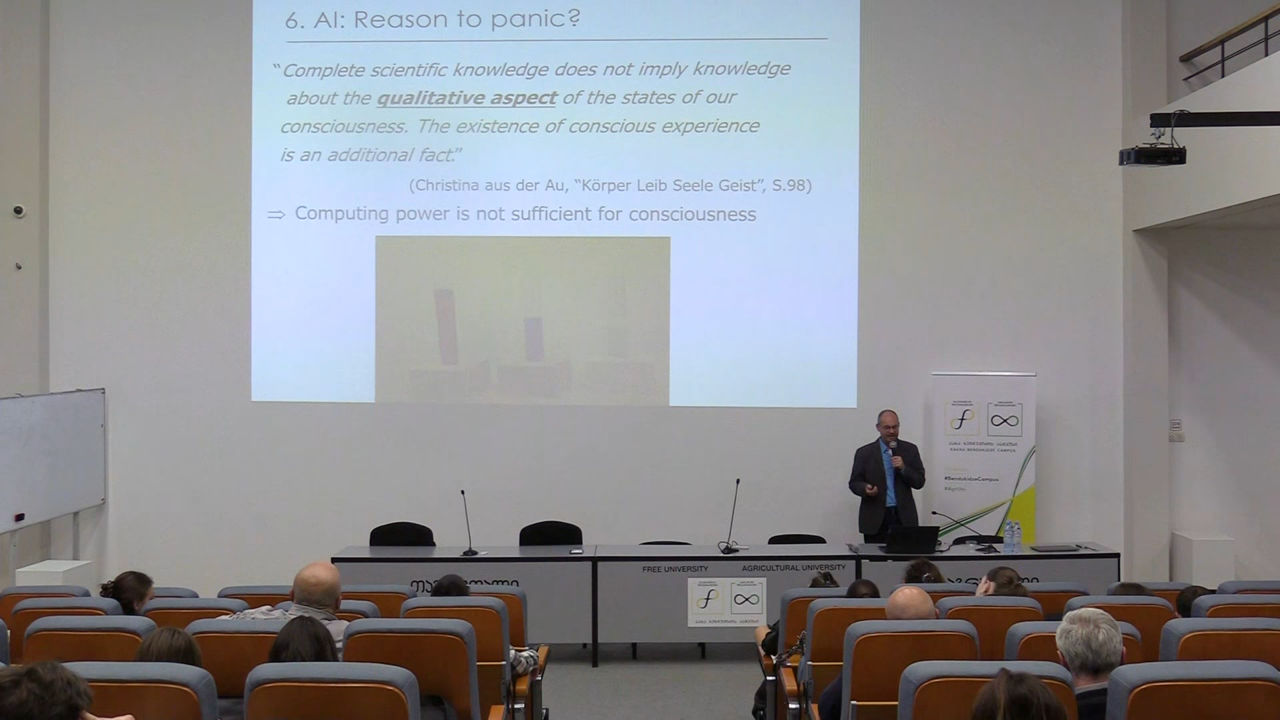 6. AI: Reason to panic?
“Complete scientific knowledge does not imply knowledge
about the qualitative aspect of the states of our
consciousness. The existence of conscious experience
is an additional fact.”
(Christina aus der Au, “Körper Leib Seele Geist”, S.98)
⇒ Computing power is not sufficient for consciousness
#BendukidzeCampus
FREE UNIVERSITY
AGRICULTURAL UNIVERSITY